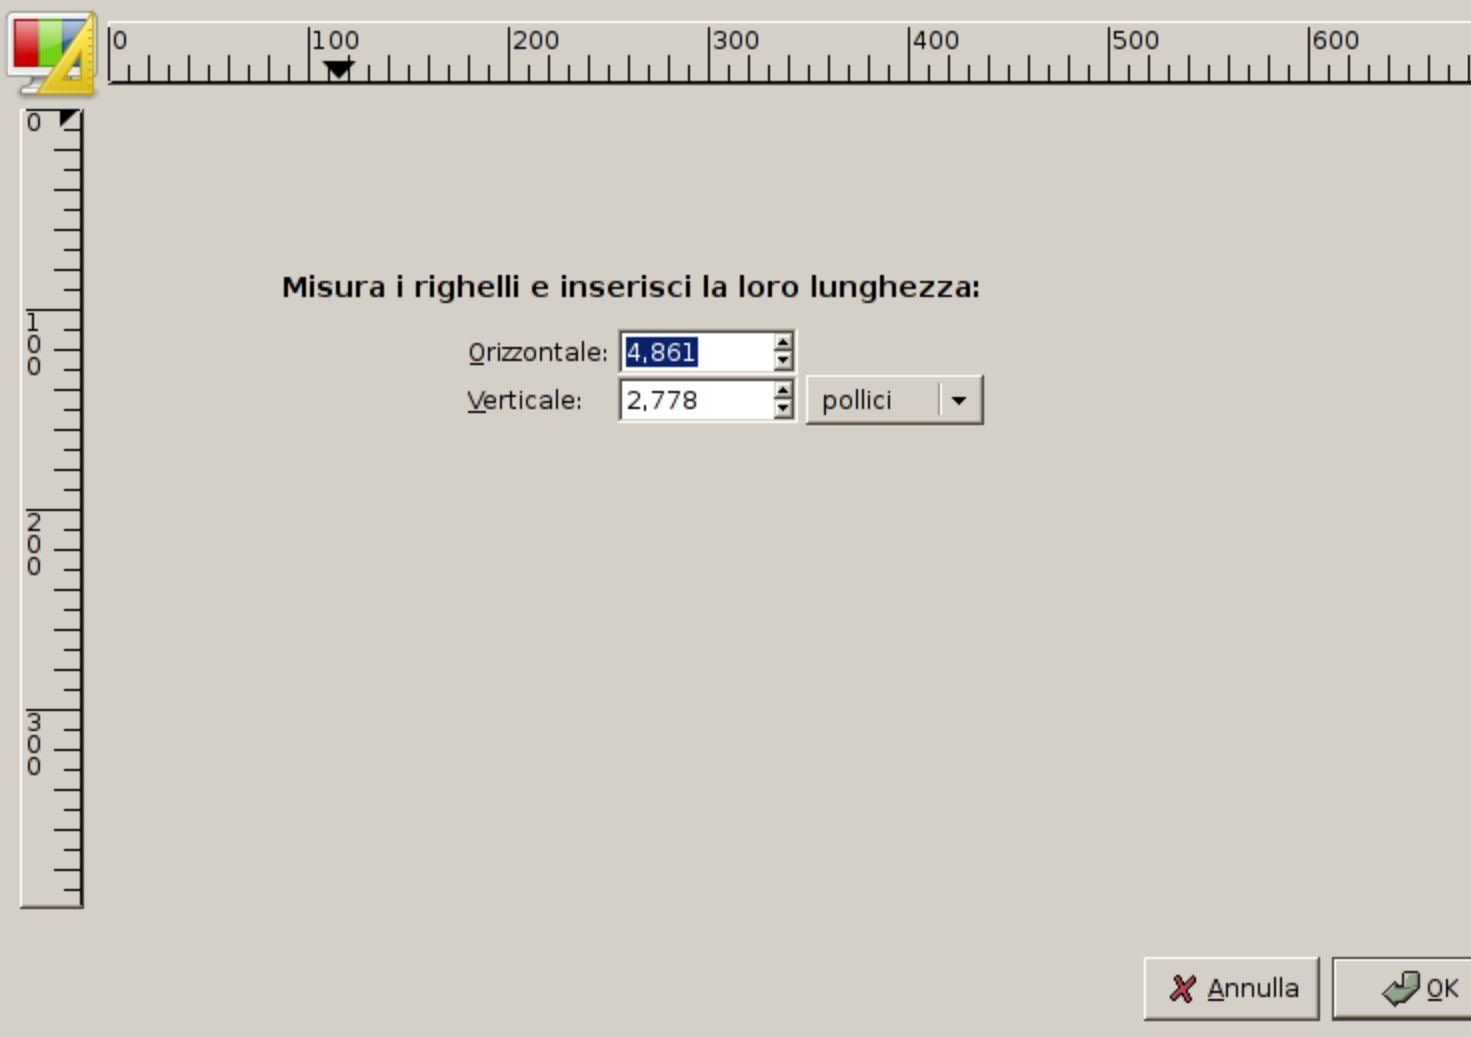 0 100 200 300 400 500 600
0
100
200
300
Misura i righelli e inserisci la loro lunghezza:
Orizzontale: 4,861
Verticale: 2,778 pollici
Annulla OK